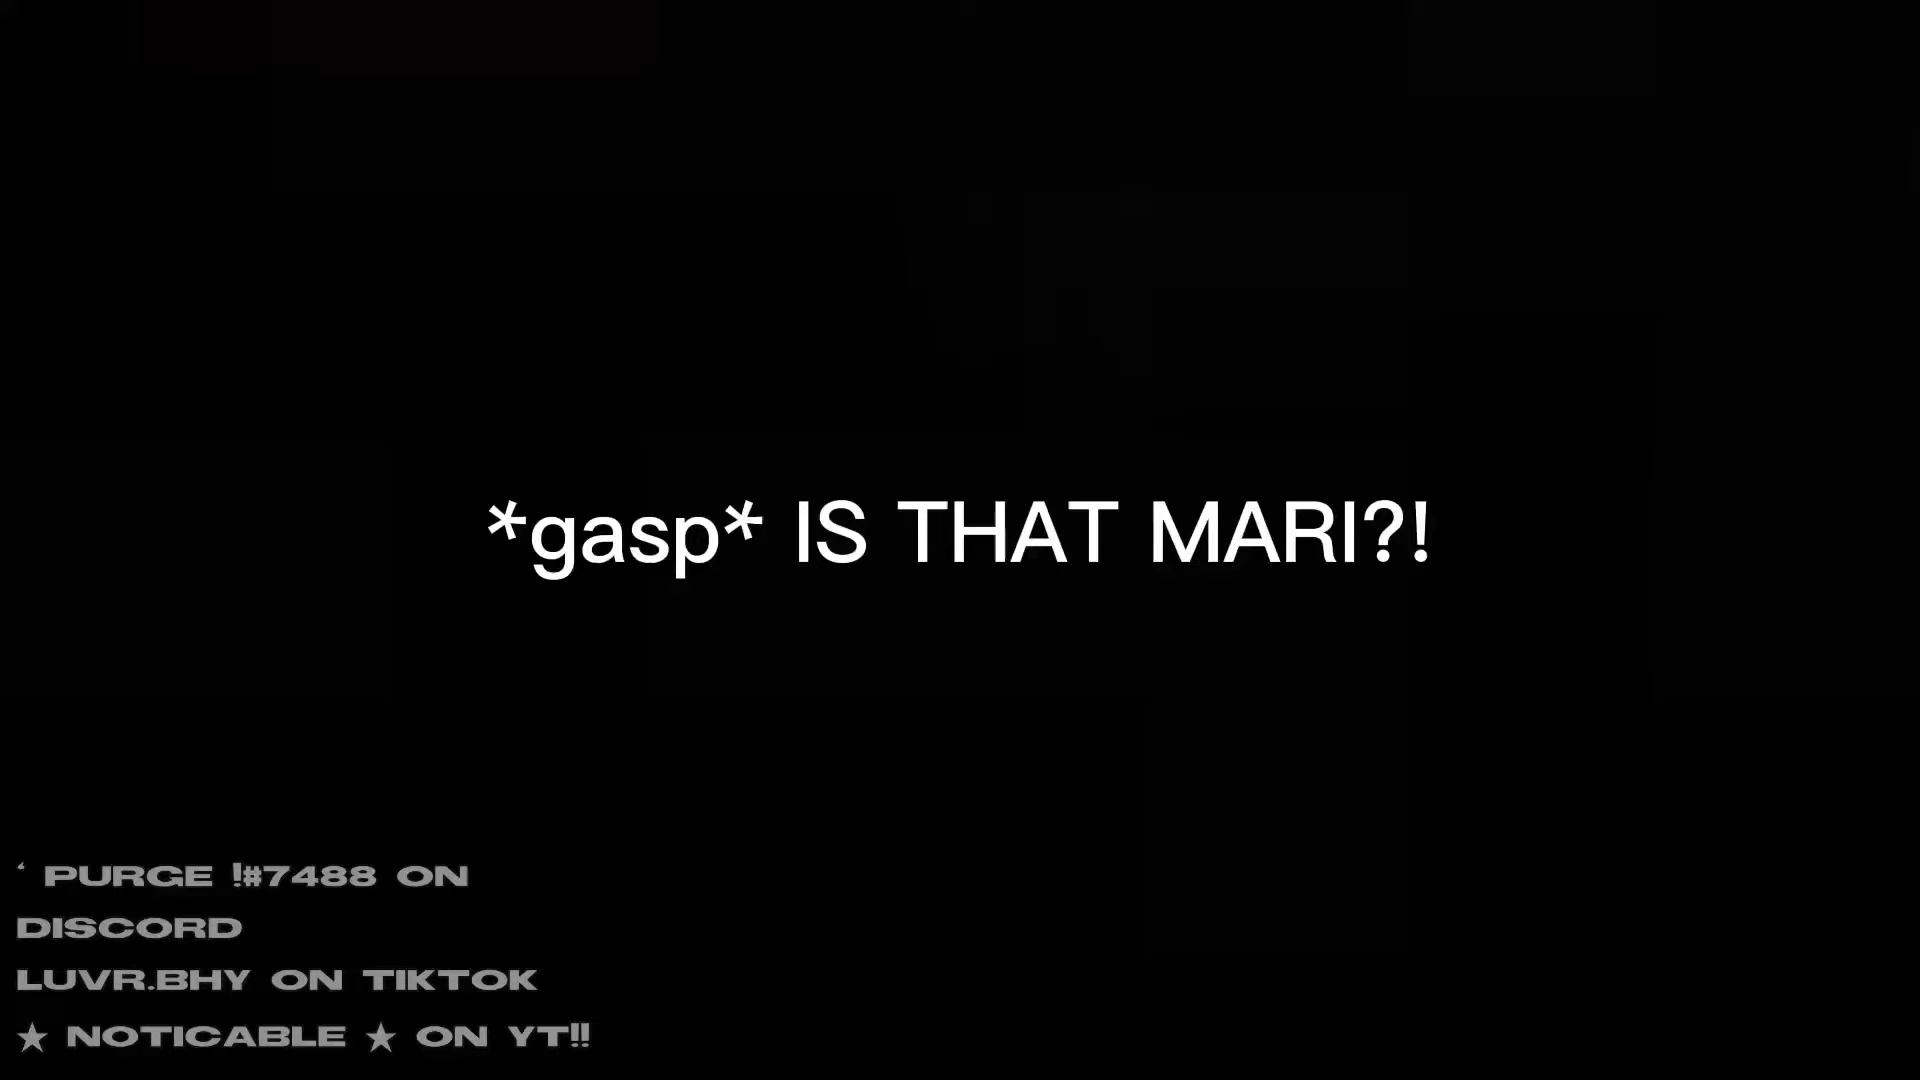 *gasp* IS THAT MARI?!
‘ PURGE !#7488 ON
DISCORD
LUVR.BHY ON TIKTOK
★ NOTICABLE ★ ON YT!!